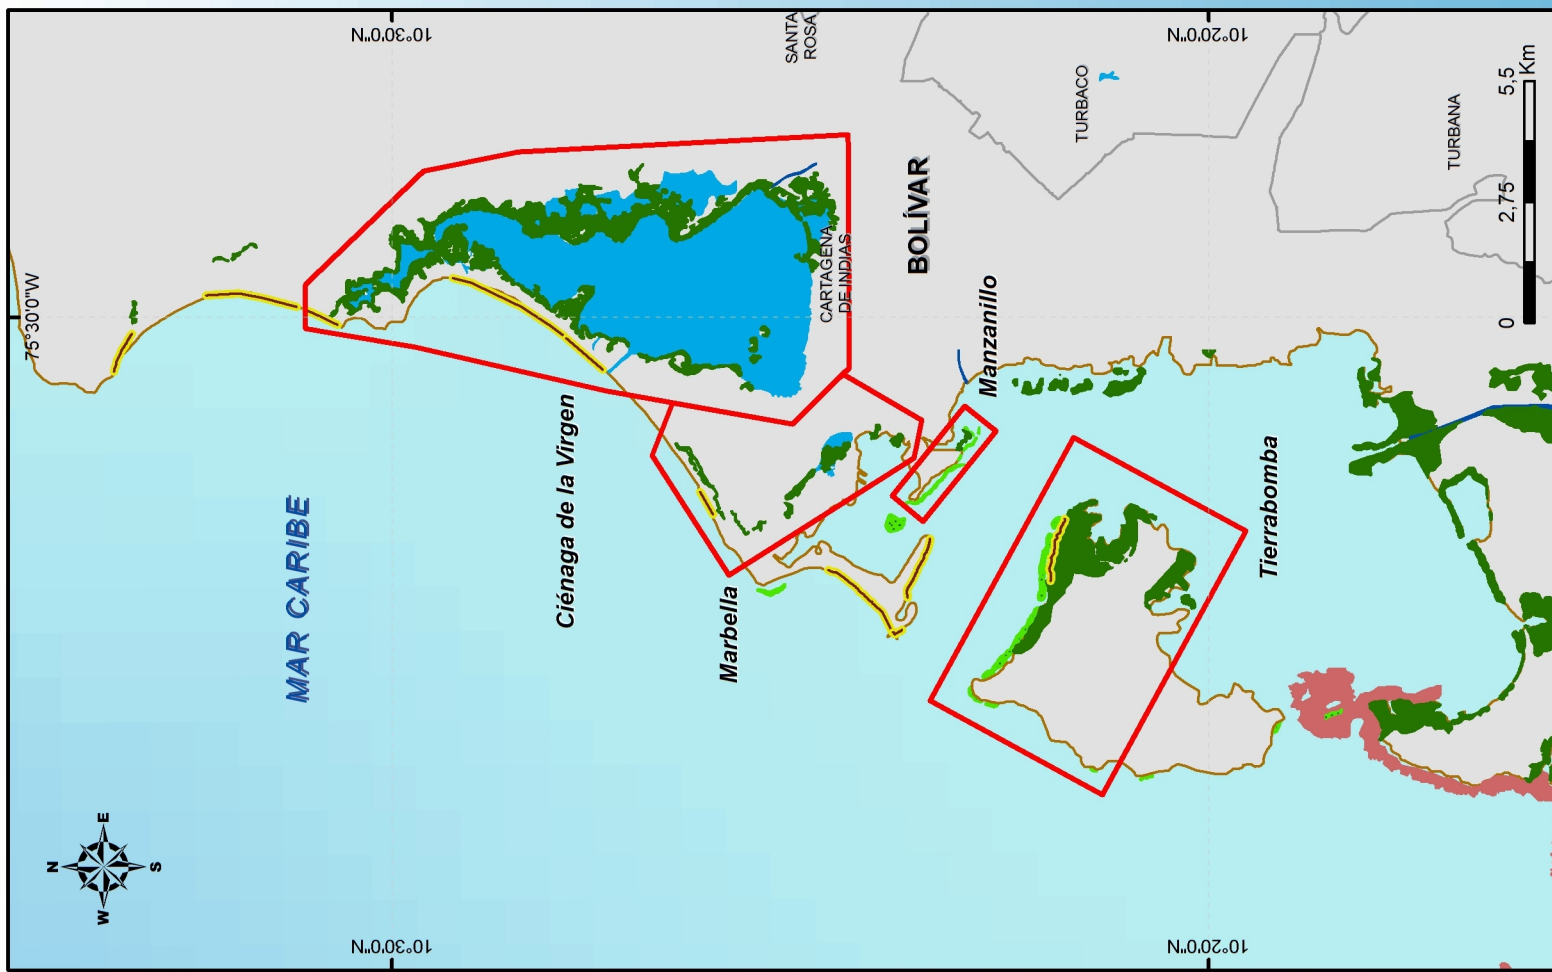 10°30'0"N
10°20'0"N
SANTA
ROSA
TURBACO
TURBANA
0 2,75 5,5
Km
BOLÍVAR
CARTAGENA
DE INDIAS
75°30'0"W
Manzanillo
MAR CARIBE
Ciénaga de la Virgen
Marbella
Tierrabomba
N
W
E
S
10°30'0"N
10°20'0"N